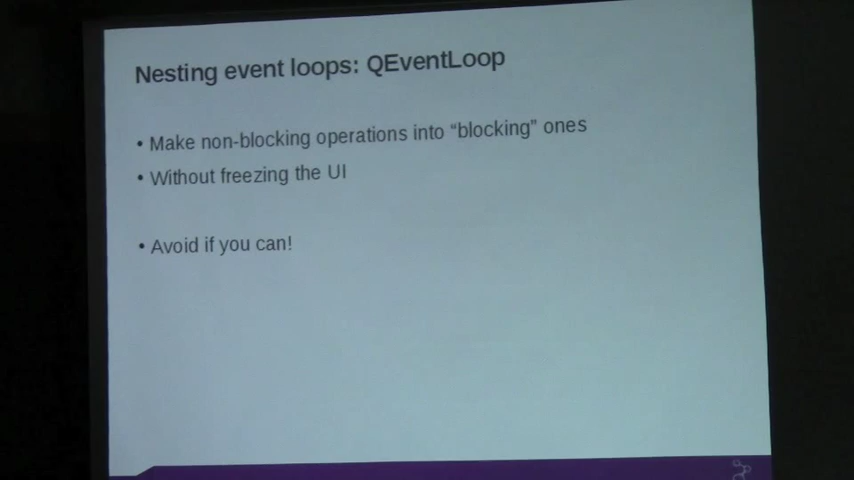 Nesting event loops: QEventLoop
• Make non-blocking operations into “blocking” ones
• Without freezing the UI
• Avoid if you can!